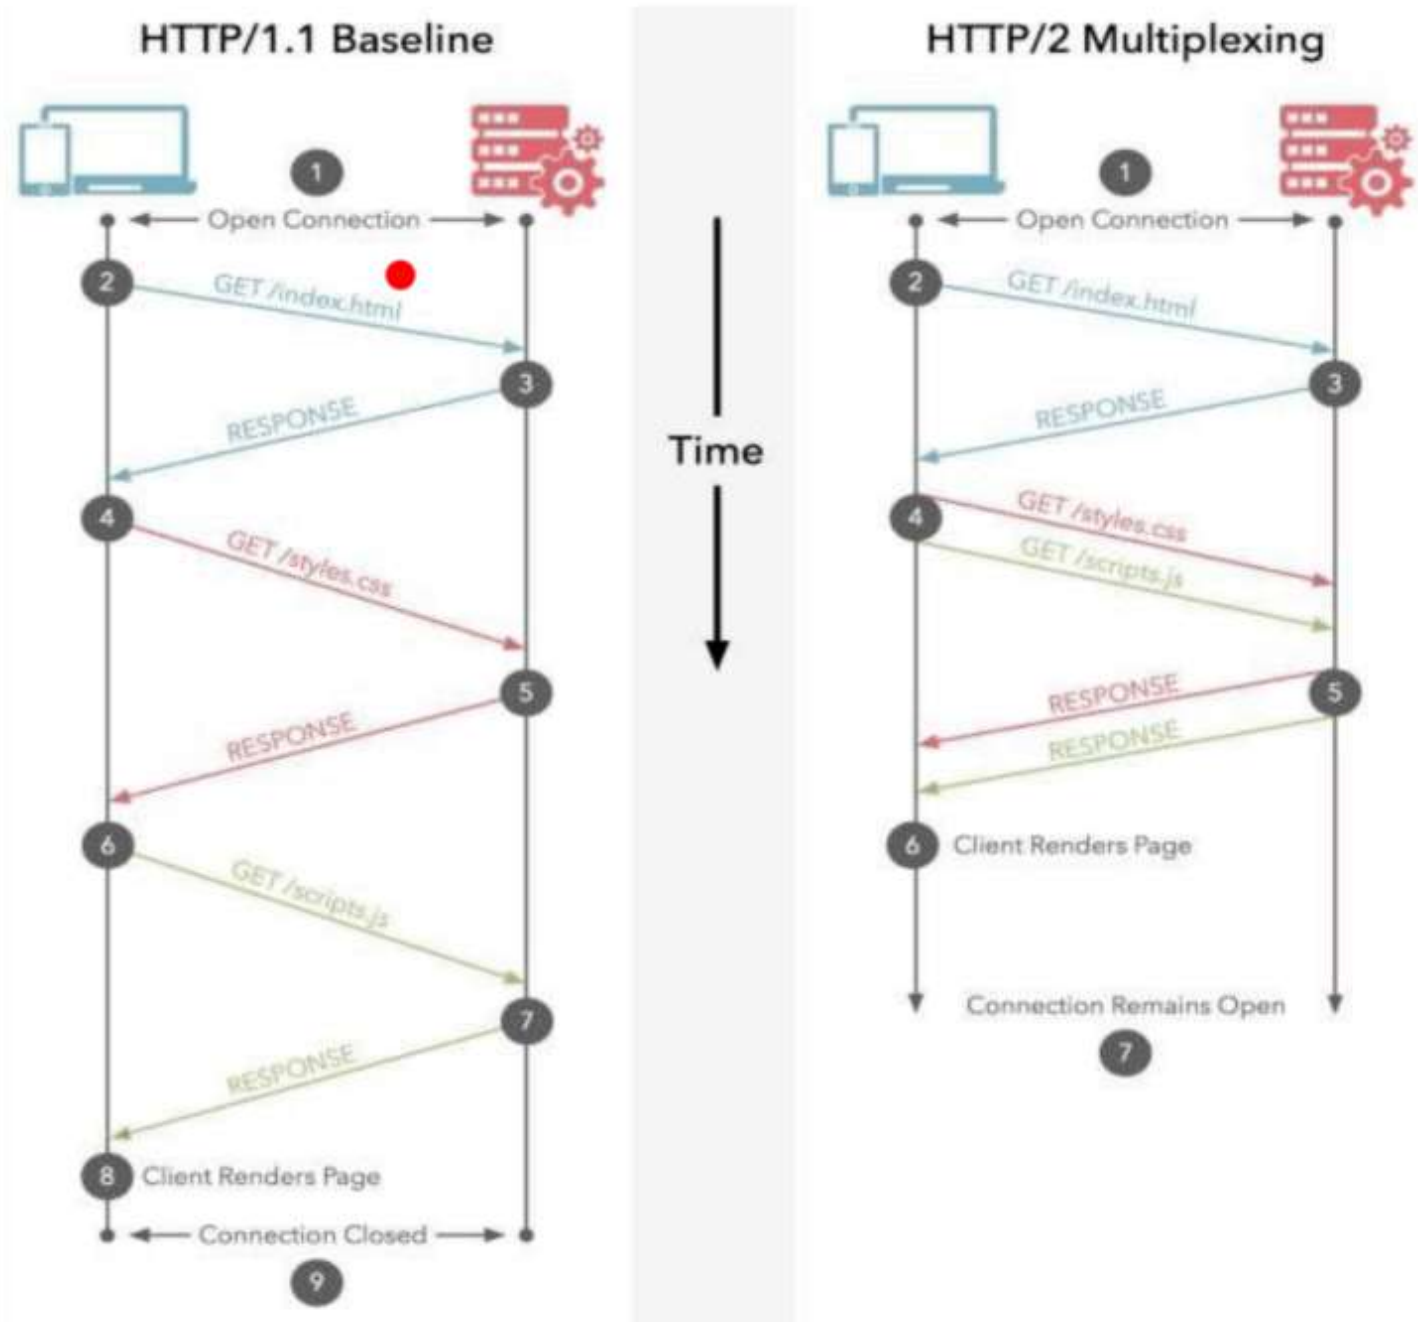 HTTP/1.1 Baseline
1
Open Connection
2
GET /index.html
3
RESPONSE
4
GET /styles.css
5
RESPONSE
6
GET /scripts.js
7
RESPONSE
8 Client Renders Page
Connection Closed
9
Time
HTTP/2 Multiplexing
1
Open Connection
2
GET /index.html
3
RESPONSE
4
GET /styles.css
GET /scripts.js
5
RESPONSE
RESPONSE
6 Client Renders Page
Connection Remains Open
7